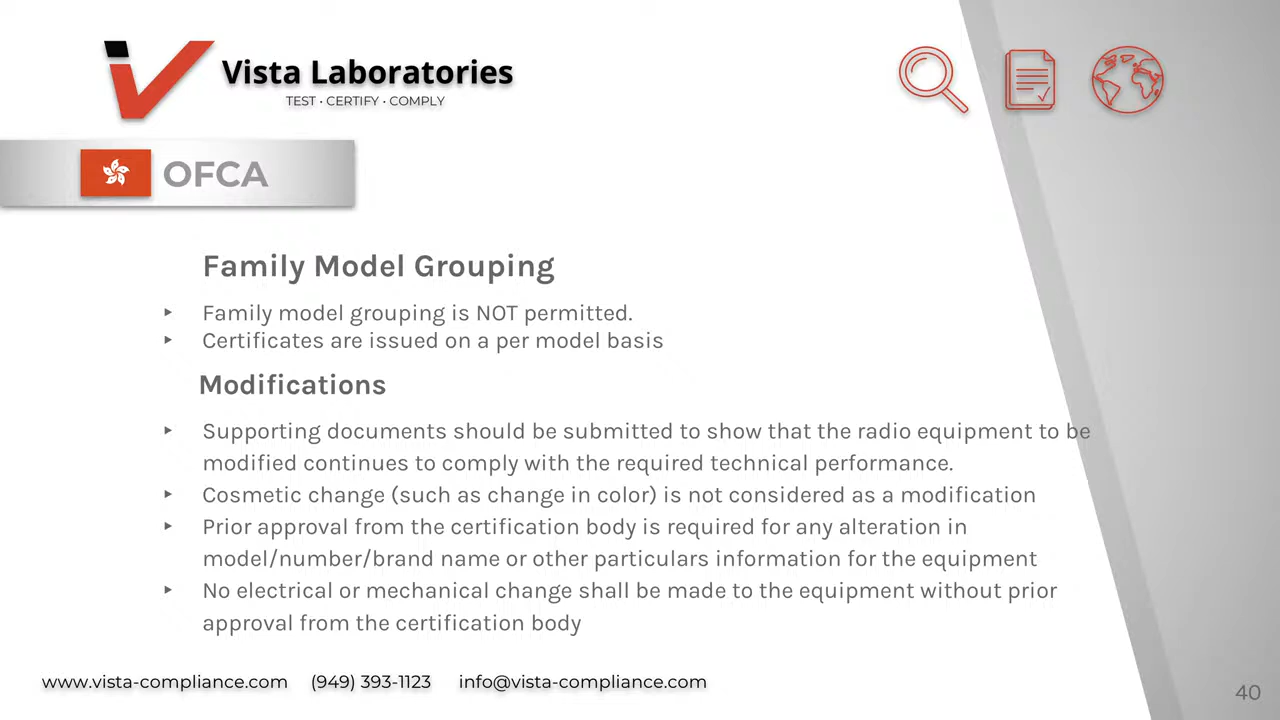 Vista Laboratories
TEST · CERTIFY · COMPLY
OFCA
Family Model Grouping
‣ Family model grouping is NOT permitted.
‣ Certificates are issued on a per model basis
Modifications
‣ Supporting documents should be submitted to show that the radio equipment to be
modified continues to comply with the required technical performance.
‣ Cosmetic change (such as change in color) is not considered as a modification
‣ Prior approval from the certification body is required for any alteration in
model/number/brand name or other particulars information for the equipment
‣ No electrical or mechanical change shall be made to the equipment without prior
approval from the certification body
www.vista-compliance.com (949) 393-1123 info@vista-compliance.com
40